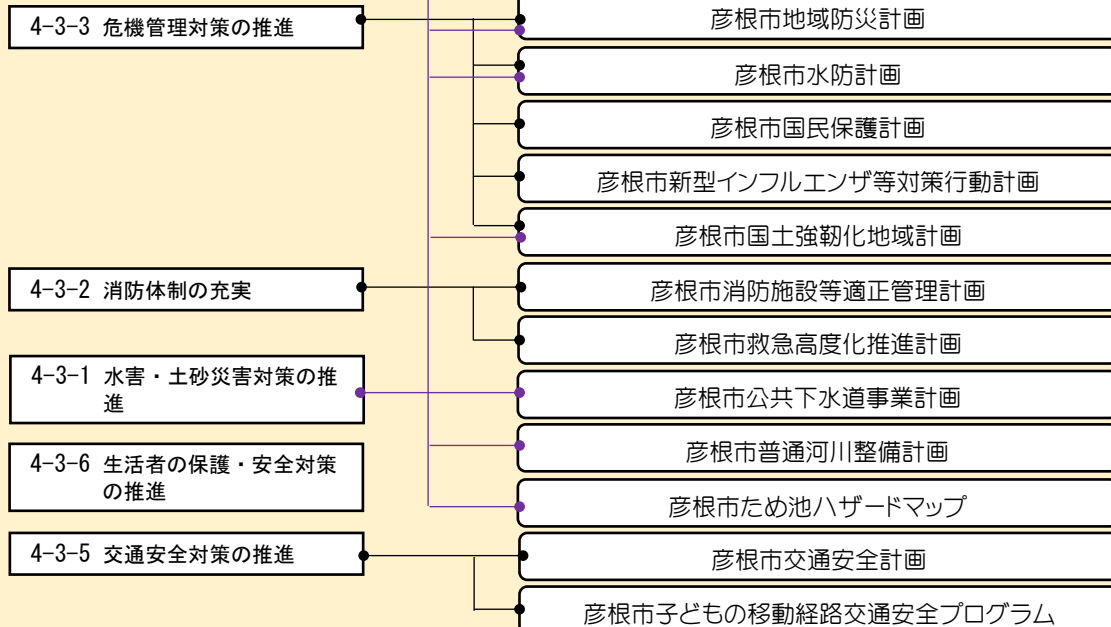 4-3-3 危機管理対策の推進
彦根市地域防災計画
彦根市水防計画
彦根市国民保護計画
彦根市新型インフルエンザ等対策行動計画
彦根市国土強靭化地域計画
4-3-2 消防体制の充実
彦根市消防施設等適正管理計画
彦根市救急高度化推進計画
4-3-1 水害・土砂災害対策の推
進
彦根市公共下水道事業計画
彦根市普通河川整備計画
4-3-6 生活者の保護・安全対策
の推進
彦根市ため池ハザードマップ
4-3-5 交通安全対策の推進
彦根市交通安全計画
彦根市子どもの移動経路交通安全プログラム